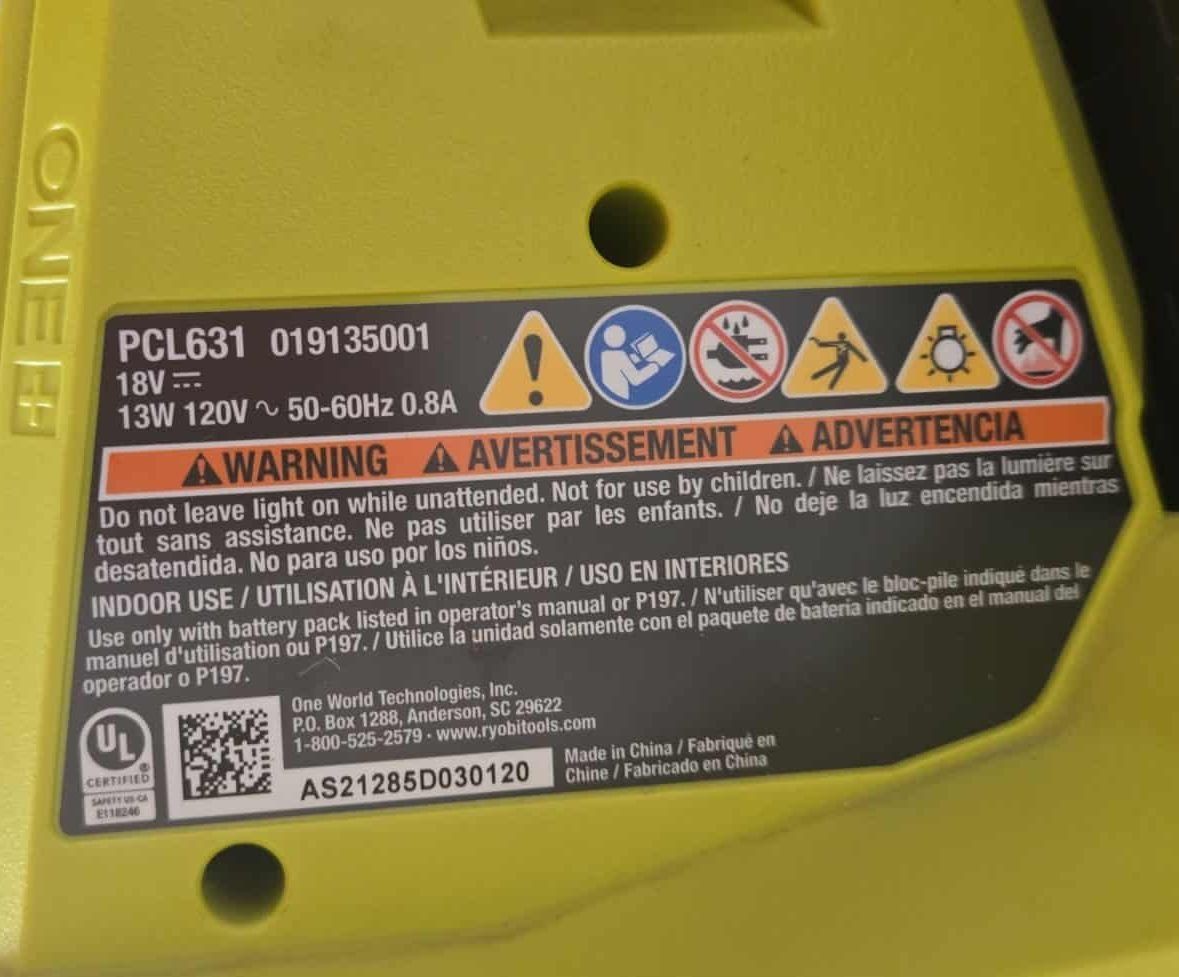 ONE+
PCL631 019135001
18V ⎓
13W 120V ~ 50-60Hz 0.8A
WARNING AVERTISSEMENT ADVERTENCIA
Do not leave light on while unattended. Not for use by children. / Ne laissez pas la lumière sur
tout sans assistance. Ne pas utiliser par les enfants. / No deje la luz encendida mientras
desatendida. No para uso por los niños.
INDOOR USE / UTILISATION À L'INTÉRIEUR / USO EN INTERIORES
Use only with battery pack listed in operator's manual or P197. / N'utiliser qu'avec le bloc-pile indiqué dans le
manuel d'utilisation ou P197. / Utilice la unidad solamente con el paquete de batería indicado en el manual del
operador o P197.
One World Technologies, Inc.
P.O. Box 1288, Anderson, SC 29622
1-800-525-2579 · www.ryobitools.com
UL
®
CERTIFIED
SAFETY US-CA
E118246
AS21285D030120
Made in China / Fabriqué en
Chine / Fabricado en China